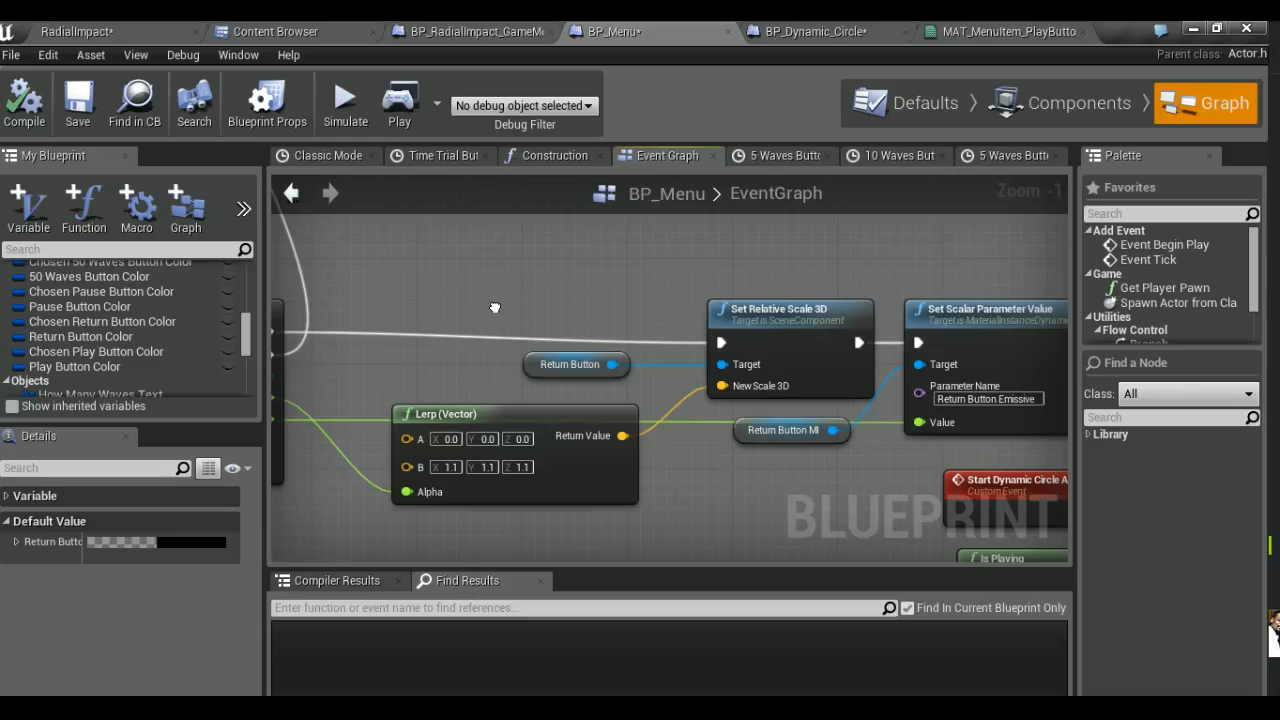 RadialImpact*
Content Browser
BP_RadialImpact_GameM
BP_Menu*
BP_Dynamic_Circle*
MAT_MenuItem_PlayButto
File Edit Asset View Debug Window Help
Parent class: Actor.h
Compile
Save
Find in CB
Search
Blueprint Props
Simulate
Play
No debug object selected
Debug Filter
Defaults
Components
Graph
My Blueprint
Classic Mode
Time Trial But
Construction
Event Graph
5 Waves Butt
10 Waves But
5 Waves Butt
Palette
Variable
Function
Macro
Graph
BP_Menu > EventGraph
Zoom -1
Favorites
Search
Search
Chosen 50 Waves Button Color
50 Waves Button Color
Chosen Pause Button Color
Pause Button Color
Chosen Return Button Color
Return Button Color
Chosen Play Button Color
Play Button Color
Objects
How Many Waves Text
Show inherited variables
Add Event
Event Begin Play
Event Tick
Game
Get Player Pawn
Spawn Actor from Cla
Utilities
Flow Control
Branch
Find a Node
Class: All
Search
Library
Set Relative Scale 3D
Target is SceneComponent
Target
New Scale 3D
Return Button
Set Scalar Parameter Value
Target is MaterialInstanceDynam
Target
Parameter Name
Return Button Emissive
Value
Lerp (Vector)
A X 0.0 Y 0.0 Z 0.0
Return Value
B X 1.1 Y 1.1 Z 1.1
Alpha
Return Button MI
Start Dynamic Circle A
Custom Event
Is Playing
BLUEPRINT
Details
Search
Variable
Default Value
Return Butto
Compiler Results
Find Results
Enter function or event name to find references...
Find In Current Blueprint Only